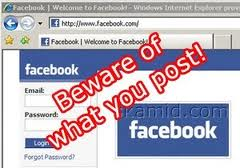 Facebook | Welcome to Facebook! - Windows Internet Explorer provi
http://www.facebook.com/
Facebook | Welcome to Facebook!
facebook
Email:
Password:
Login
Forgot Password?
facebook
Beware of
what you post!